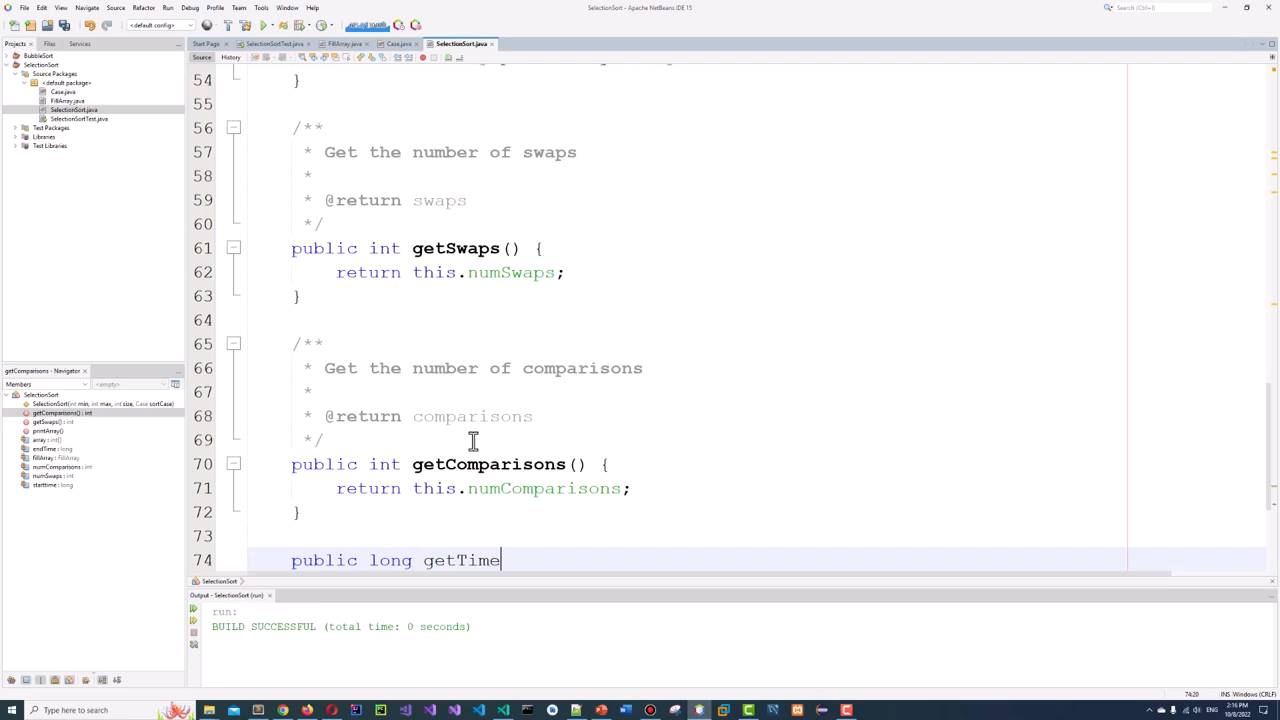 SelectionSort - Apache NetBeans IDE 15
File Edit View Navigate Source Refactor Run Debug Profile Team Tools Window Help
Search (Ctrl+I)
<default config>
Projects Files Services
Start Page SelectionSortTest.java FillArray.java Case.java SelectionSort.java
Source History
BubbleSort
SelectionSort
Source Packages
<default package>
Case.java
FillArray.java
SelectionSort.java
SelectionSortTest.java
Test Packages
Libraries
Test Libraries
54 }
55
56 /**
57 * Get the number of swaps
58 *
59 * @return swaps
60 */
61 public int getSwaps() {
62 return this.numSwaps;
63 }
64
65 /**
66 * Get the number of comparisons
67 *
68 * @return comparisons
69 */
70 public int getComparisons() {
71 return this.numComparisons;
72 }
73
74 public long getTime
getComparisons - Navigator
Members <empty>
SelectionSort
SelectionSort(int min, int max, int size, Case sortCase)
getComparisons() : int
getSwaps() : int
printArray()
array : int[]
endTime : long
fillArray : FillArray
numComparisons : int
numSwaps : int
starttime : long
SelectionSort
Output - SelectionSort (run)
run:
BUILD SUCCESSFUL (total time: 0 seconds)
74:20 INS Windows (CRLF)
Type here to search
ENG
2:16 PM
10/8/2022